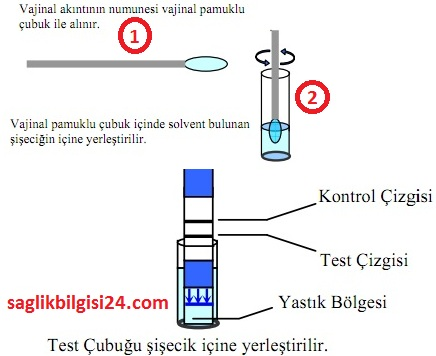 Vajinal akıntının numunesi vajinal pamuklu
çubuk ile alınır.
1
2
Vajinal pamuklu çubuk içinde solvent bulunan
şişeciğin içine yerleştirilir.
Kontrol Çizgisi
Test Çizgisi
saglikbilgisi24.com
Yastık Bölgesi
Test Çubuğu şişecik içine yerleştirilir.